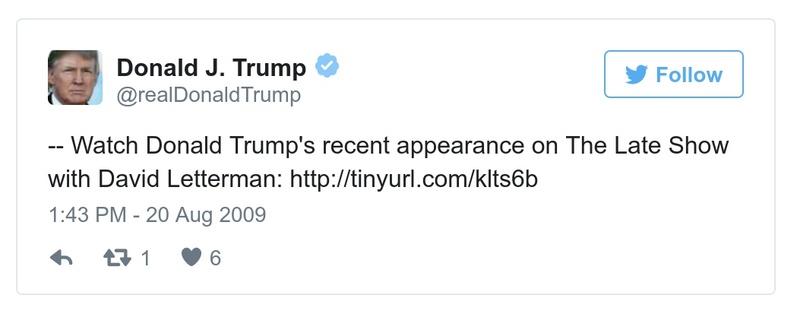 Donald J. Trump
@realDonaldTrump
Follow
-- Watch Donald Trump's recent appearance on The Late Show
with David Letterman: http://tinyurl.com/klts6b
1:43 PM - 20 Aug 2009
1 6